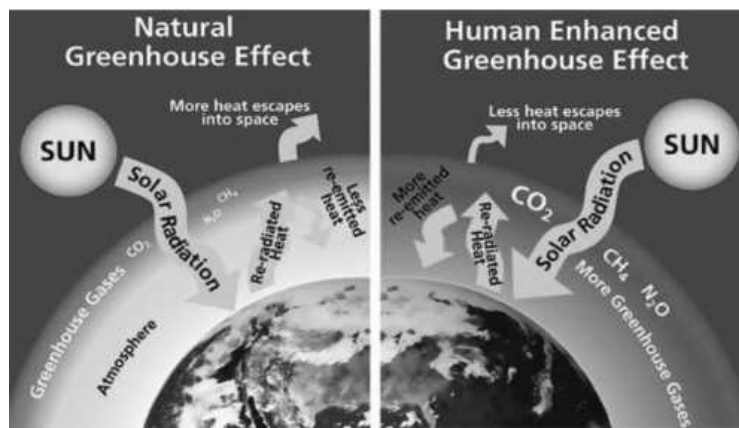 Natural
Greenhouse Effect
More heat escapes
into space
SUN
Solar Radiation
CH₄
N₂O
CO₂
Less
re-emitted
heat
Re-radiated
Heat
Greenhouse Gases
Atmosphere
Human Enhanced
Greenhouse Effect
Less heat escapes
into space
SUN
More
re-emitted
heat
CO₂
Re-radiated
Heat
Solar Radiation
CH₄ N₂O
More Greenhouse Gases